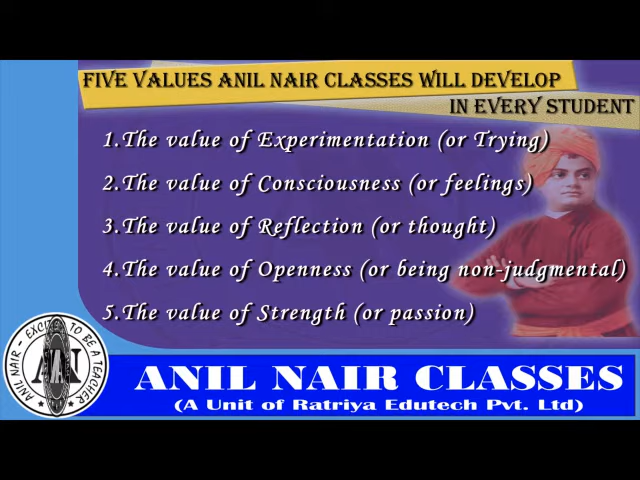 FIVE VALUES ANIL NAIR CLASSES WILL DEVELOP
IN EVERY STUDENT
1.The value of Experimentation (or Trying)
2.The value of Consciousness (or feelings)
3.The value of Reflection (or thought)
4.The value of Openness (or being non-judgmental)
5.The value of Strength (or passion)
ANIL NAIR - EXCITED TO BE A TEACHER
AN
ANIL NAIR CLASSES
(A Unit of Ratriya Edutech Pvt. Ltd)